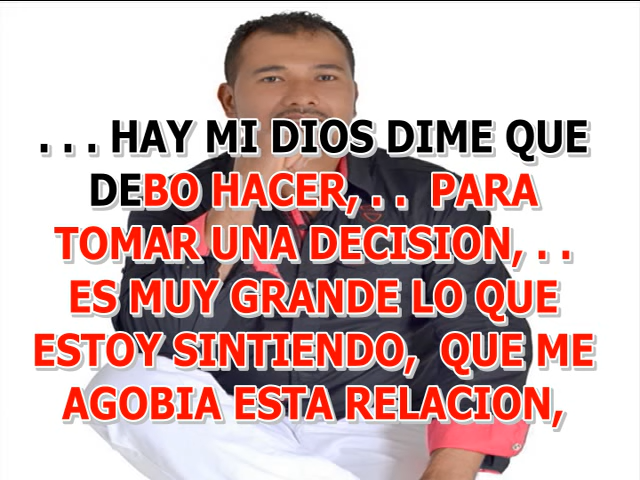 . . . HAY MI DIOS DIME QUE
DEBO HACER, . .  PARA
TOMAR UNA DECISION, . .
ES MUY GRANDE LO QUE
ESTOY SINTIENDO,  QUE ME
AGOBIA ESTA RELACION,